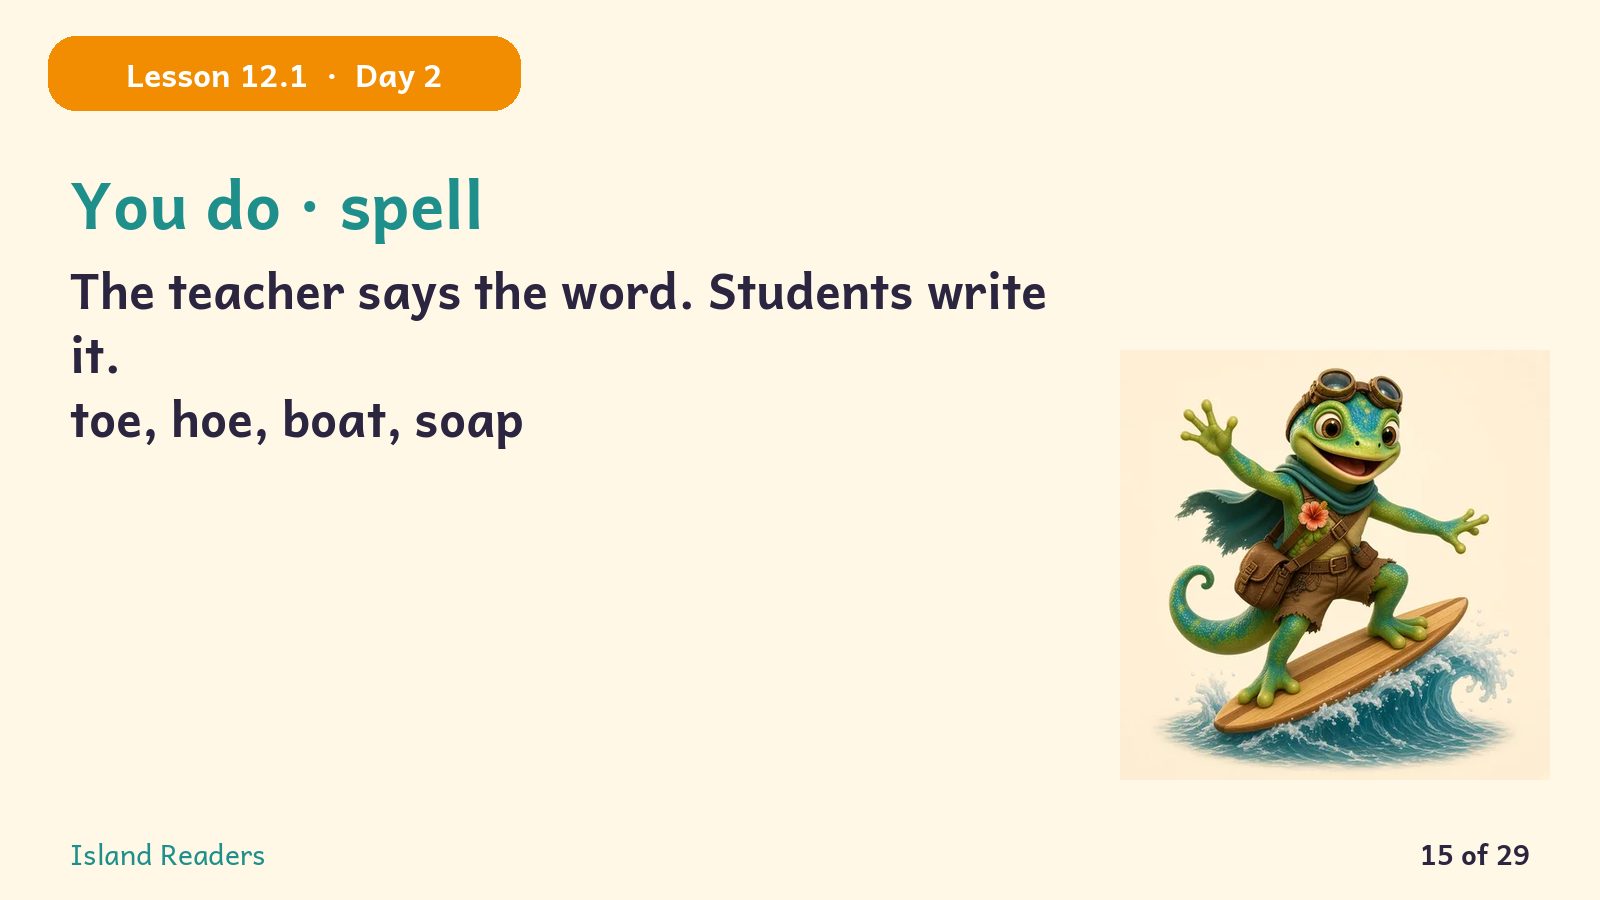 Lesson 12.1 · Day 2
You do · spell
The teacher says the word. Students write
it.
toe, hoe, boat, soap
Island Readers
15 of 29